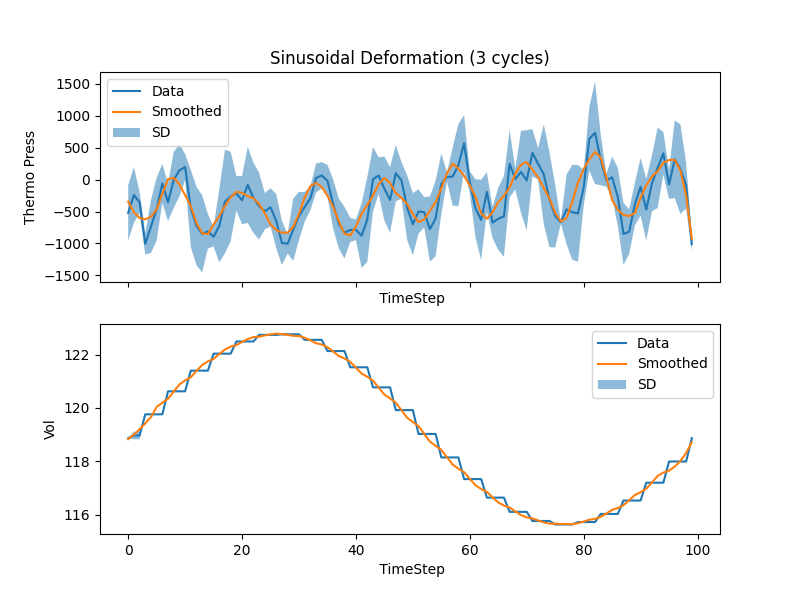 Sinusoidal Deformation (3 cycles)
Thermo Press
1500
1000
500
0
−500
−1000
−1500
Data
Smoothed
SD
TimeStep
Vol
122
120
118
116
Data
Smoothed
SD
0 20 40 60 80 100
TimeStep